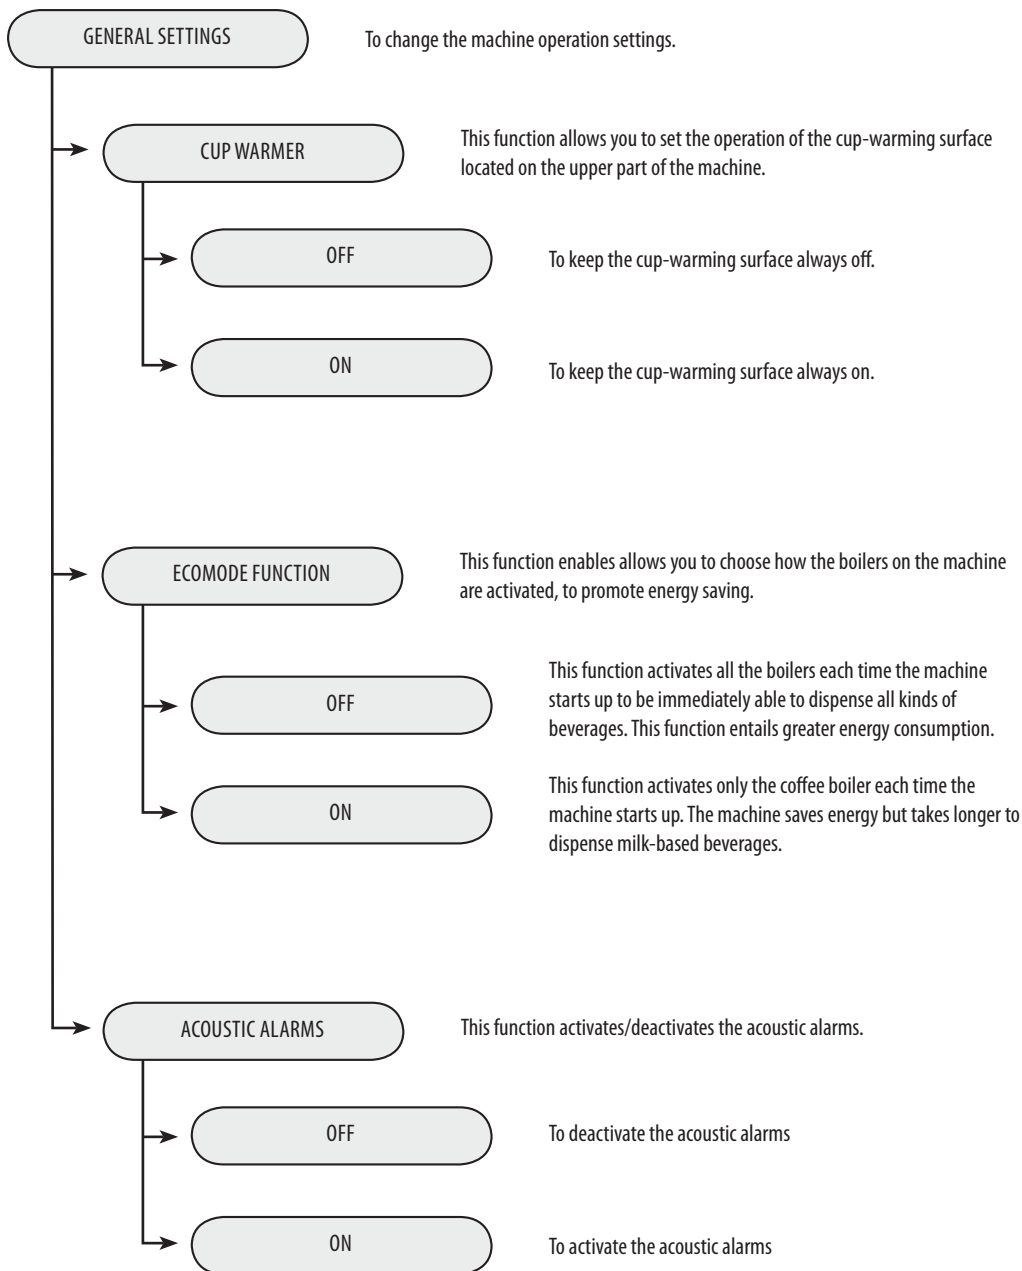 GENERAL SETTINGS
To change the machine operation settings.
CUP WARMER
This function allows you to set the operation of the cup-warming surface
located on the upper part of the machine.
OFF
To keep the cup-warming surface always off.
ON
To keep the cup-warming surface always on.
ECOMODE FUNCTION
This function enables allows you to choose how the boilers on the machine
are activated, to promote energy saving.
OFF
This function activates all the boilers each time the machine
starts up to be immediately able to dispense all kinds of
beverages. This function entails greater energy consumption.
ON
This function activates only the coffee boiler each time the
machine starts up. The machine saves energy but takes longer to
dispense milk-based beverages.
ACOUSTIC ALARMS
This function activates/deactivates the acoustic alarms.
OFF
To deactivate the acoustic alarms
ON
To activate the acoustic alarms